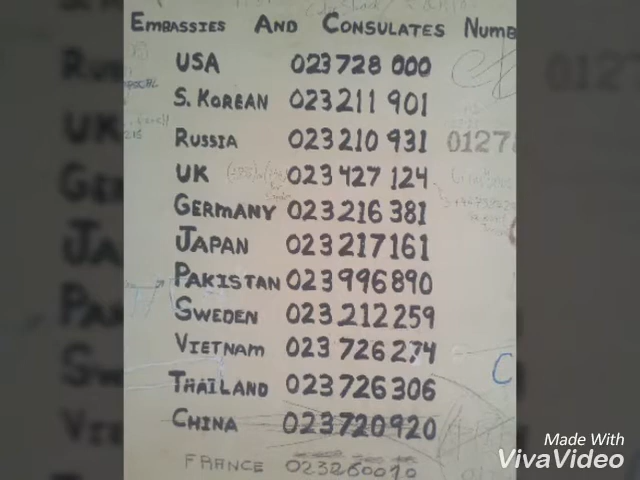 EMBASSIES AND CONSULATES NUMB
USA 023 728 000
S. KOREAN 023 211 901
RUSSIA 023 210 931 0127
UK 023 427 124
GERMANY 023 216 381
JAPAN 023 217 161
PAKISTAN 023 996 890
SWEDEN 023 212 259
VIETNAM 023 726 274
THAILAND 023 726 306
CHINA 023 720 920
FRANCE 023260010
Made With
VivaVideo